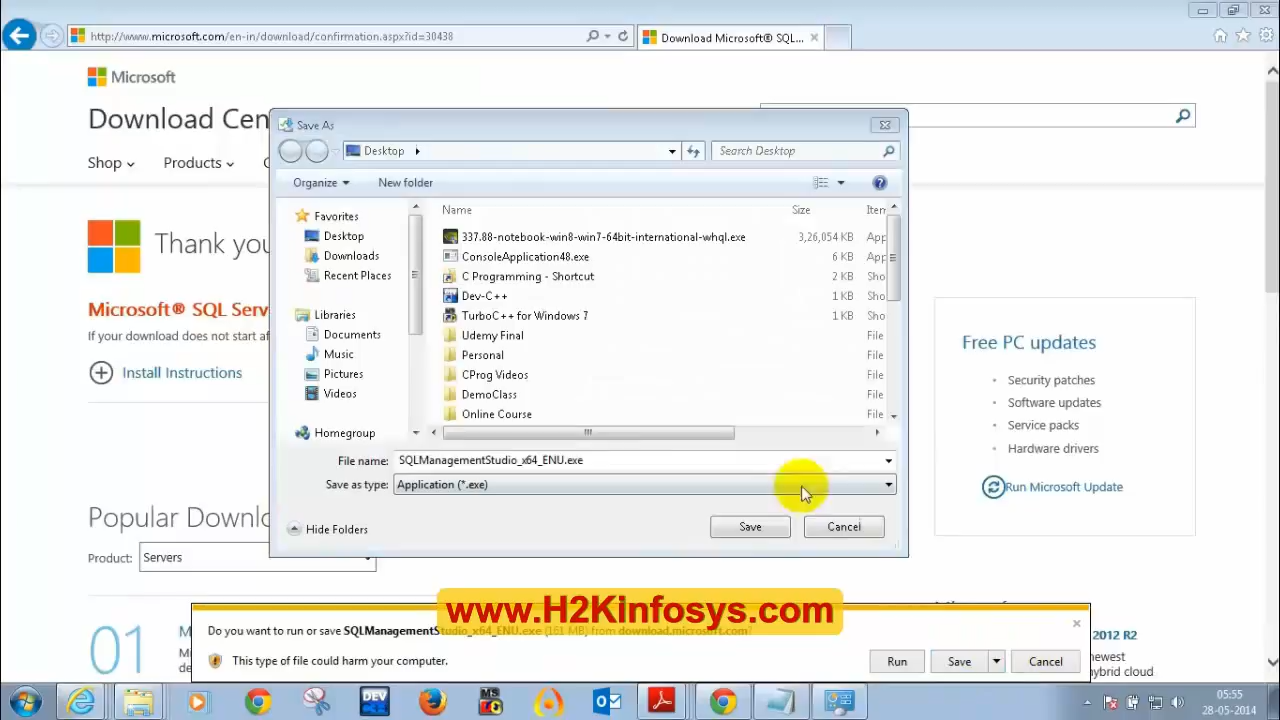 http://www.microsoft.com/en-in/download/confirmation.aspx?id=30438
Download Microsoft® SQL...
Microsoft
Download Cen
Shop
Products
Save As
Desktop
Search Desktop
Organize
New folder
Favorites
Desktop
Downloads
Recent Places
Libraries
Documents
Music
Pictures
Videos
Homegroup
Name Size Iten
337.88-notebook-win8-win7-64bit-international-whql.exe 3,26,054 KB App
ConsoleApplication48.exe 6 KB App
C Programming - Shortcut 2 KB Sho
Dev-C++ 1 KB Sho
TurboC++ for Windows 7 1 KB Sho
Udemy Final File
Personal File
CProg Videos File
DemoClass File
Online Course File
File name: SQLManagementStudio_x64_ENU.exe
Save as type: Application (*.exe)
Hide Folders
Save
Cancel
Thank you
Microsoft® SQL Serv
If your download does not start af
Install Instructions
Free PC updates
Security patches
Software updates
Service packs
Hardware drivers
Run Microsoft Update
Popular Downlo
Product: Servers
01
2012 R2
newest
hybrid cloud
www.H2Kinfosys.com
Do you want to run or save SQLManagementStudio_x64_ENU.exe (161 MB) from download.microsoft.com?
This type of file could harm your computer.
Run
Save
Cancel
DEV
MS
05:55
28-05-2014